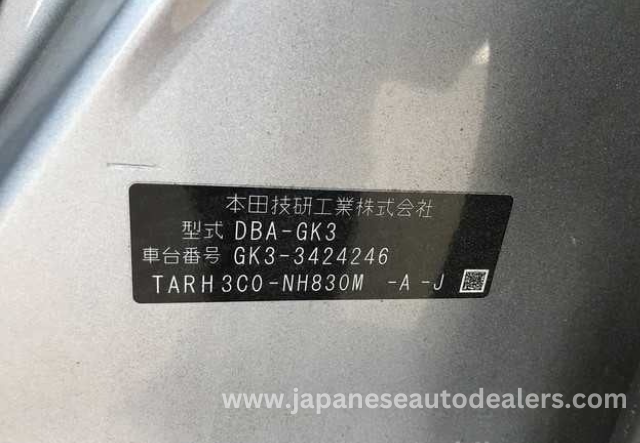 本田技研工業株式会社
型式 DBA-GK3
車台番号 GK3-3424246
TARH3C0-NH830M -A-J
www.japaneseautodealers.com